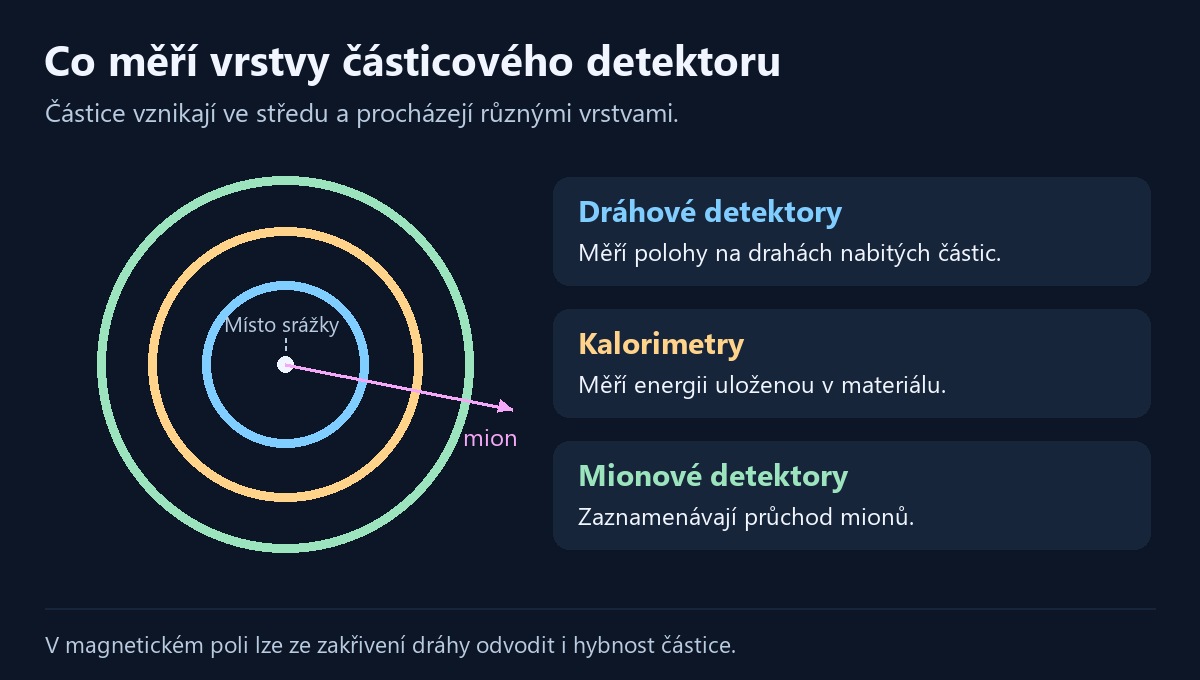 Co měří vrstvy částicového detektoru
Částice vznikají ve středu a procházejí různými vrstvami.
Místo srážky
mion
Dráhové detektory
Měří polohy na drahách nabitých částic.
Kalorimetry
Měří energii uloženou v materiálu.
Mionové detektory
Zaznamenávají průchod mionů.
V magnetickém poli lze ze zakřivení dráhy odvodit i hybnost částice.